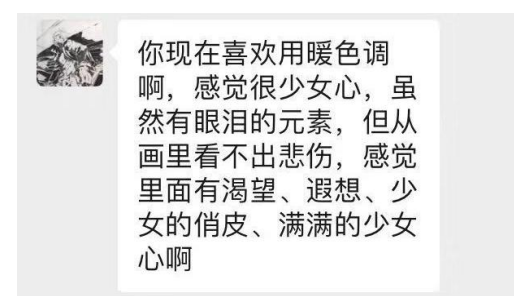 你现在喜欢用暖色调
啊，感觉很少女心，虽
然有眼泪的元素，但从
画里看不出悲伤，感觉
里面有渴望、遐想、少
女的俏皮、满满的少女
心啊